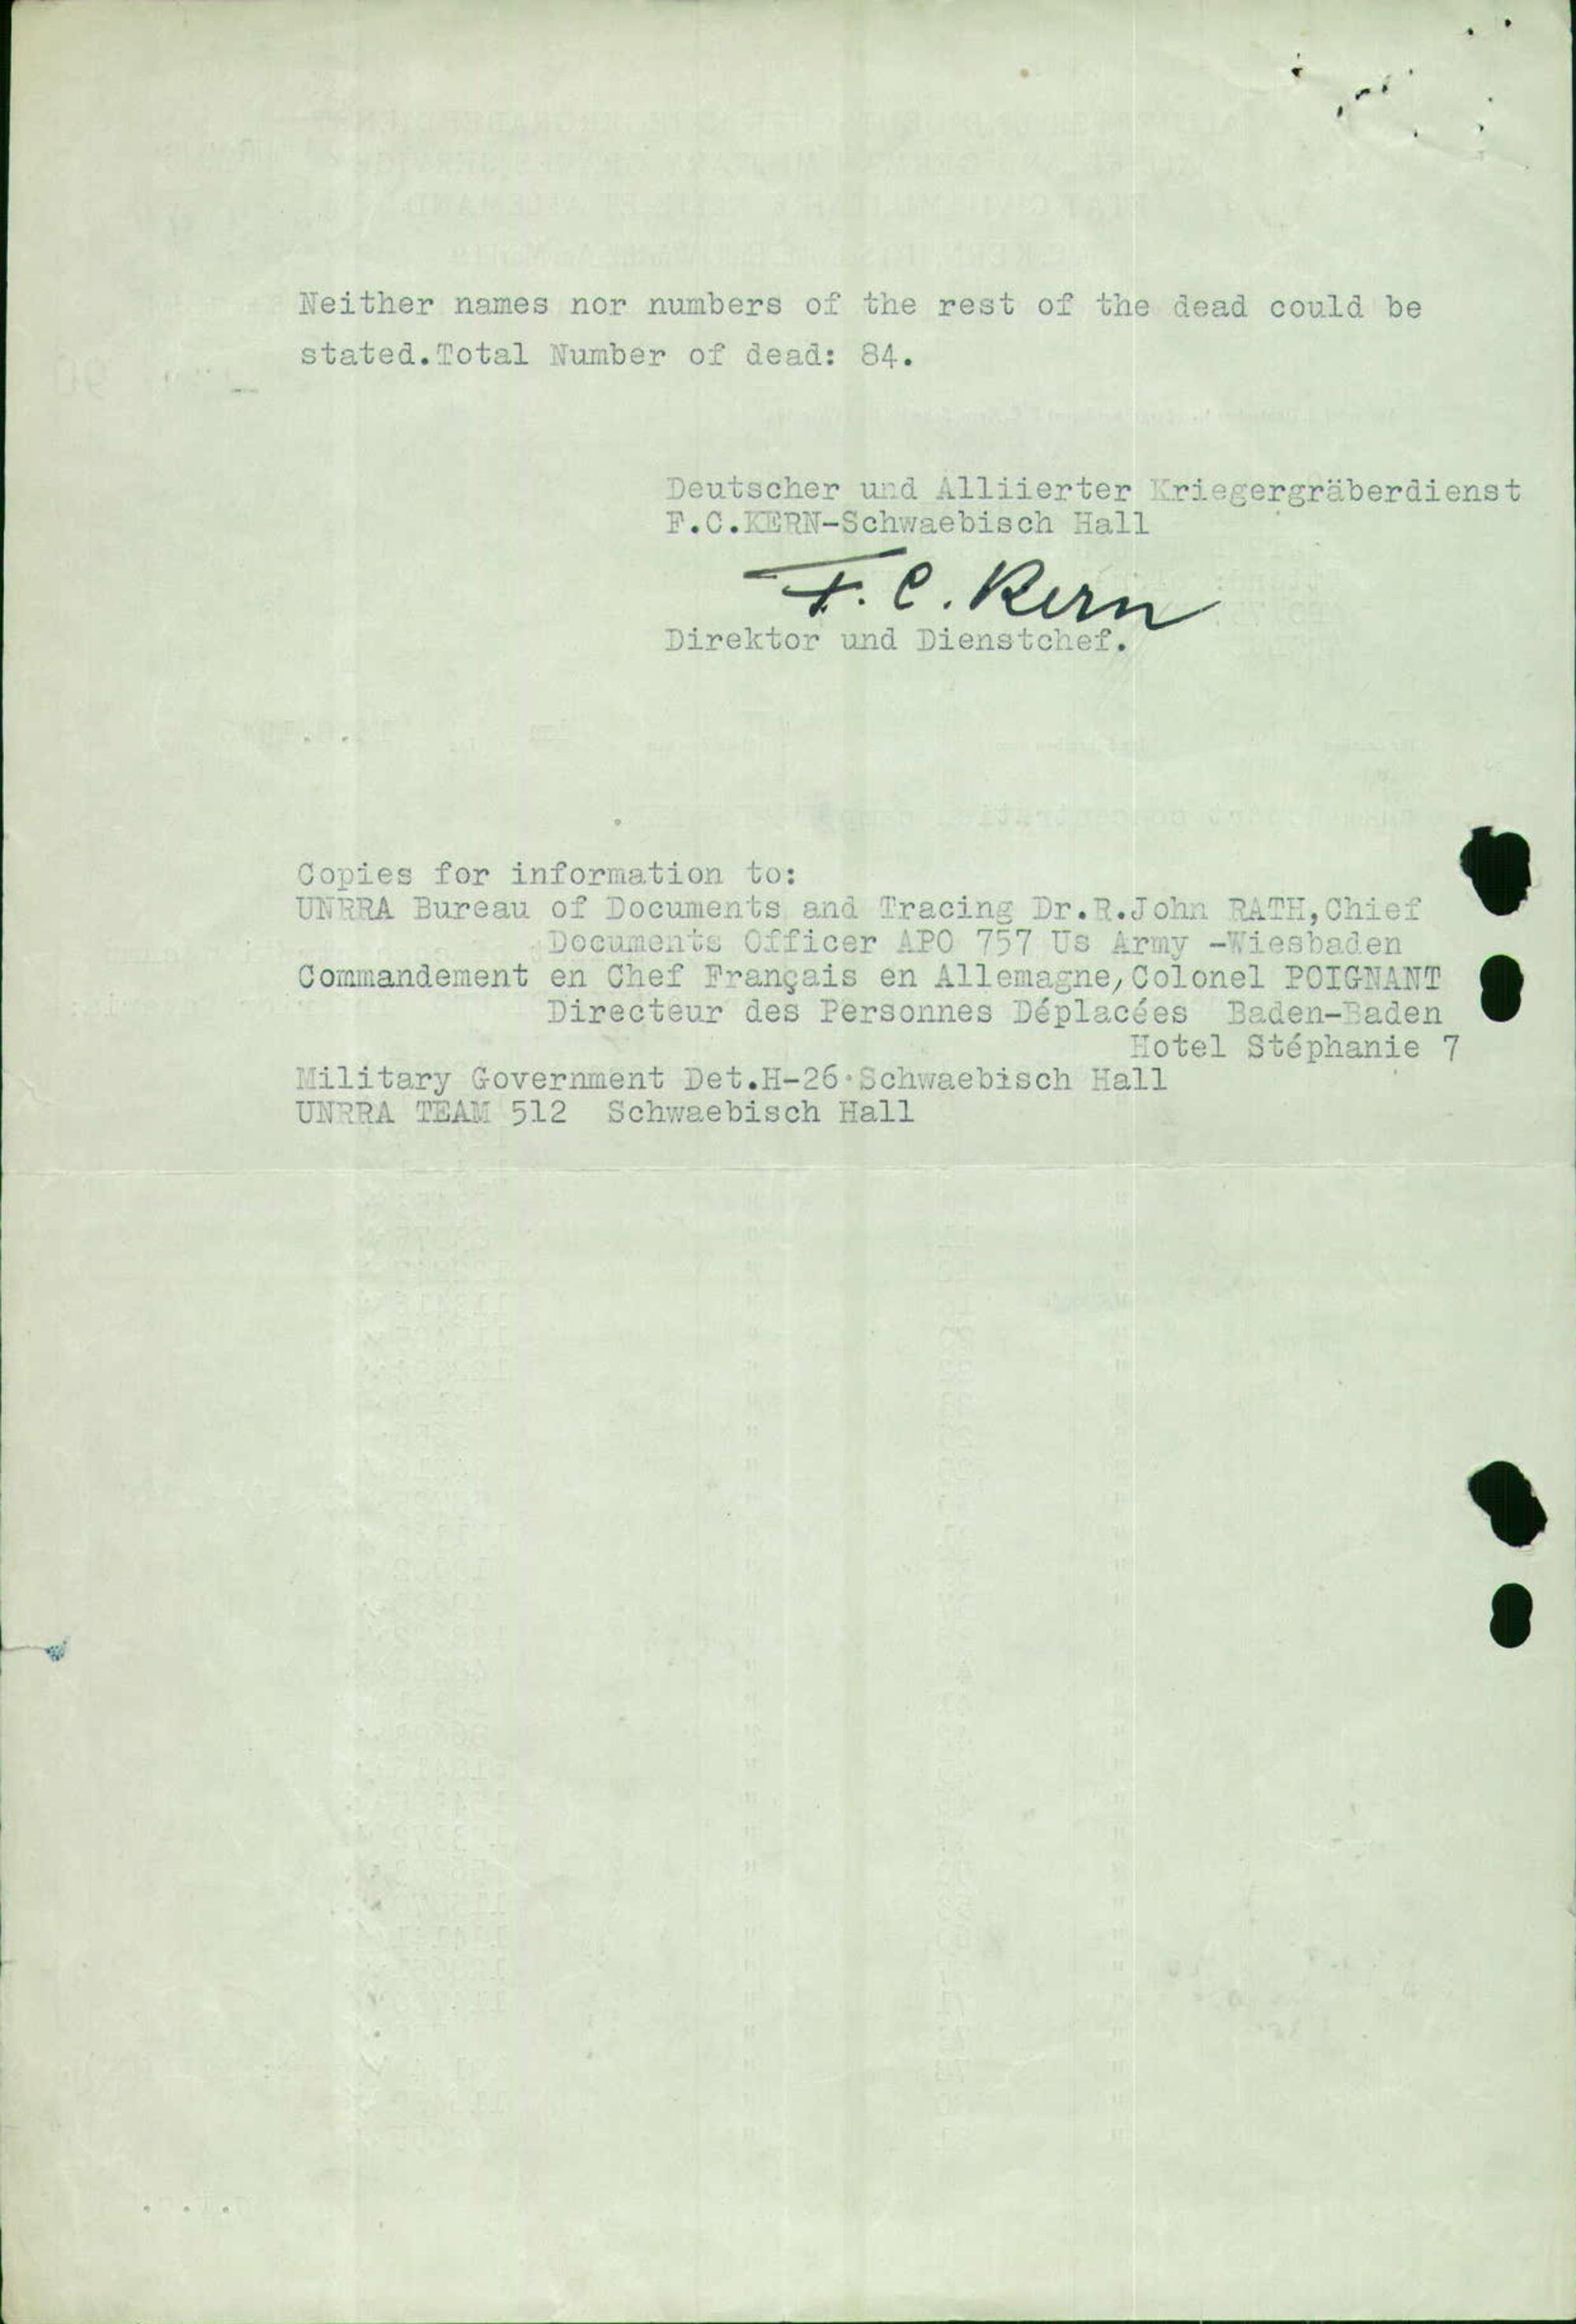 Neither names nor numbers of the rest of the dead could be
stated.Total Number of dead: 84.
Deutscher und Alliierter Kriegergräberdienst
F.C.KERN-Schwaebisch Hall
F. C. Kern
Direktor und Dienstchef.
Copies for information to:
UNRRA Bureau of Documents and Tracing Dr.R.John RATH,Chief
Documents Officer APO 757 Us Army -Wiesbaden
Commandement en Chef Français en Allemagne,Colonel POIGNANT
Directeur des Personnes Déplacées Baden-Baden
Hotel Stéphanie 7
Military Government Det.H-26 Schwaebisch Hall
UNRRA TEAM 512 Schwaebisch Hall